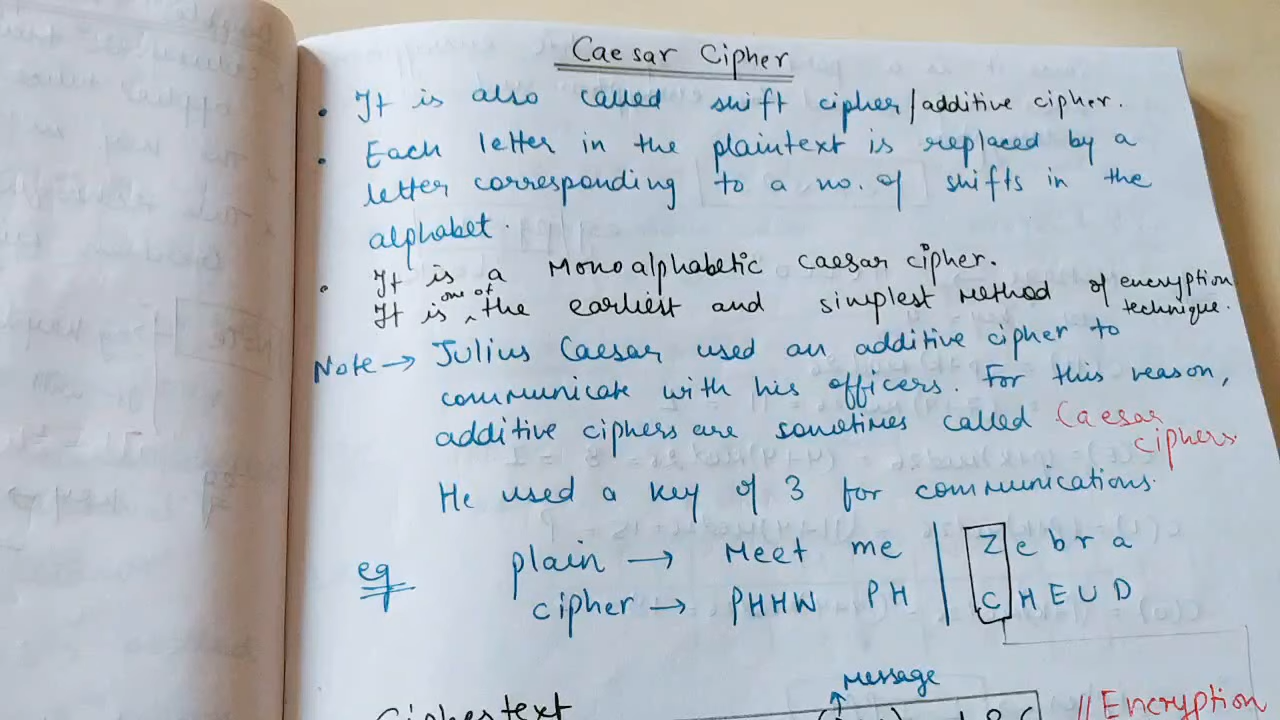 Caesar Cipher
• It is also called shift cipher/additive cipher.
• Each letter in the plaintext is replaced by a
letter corresponding to a no. of shifts in the
alphabet.
• It is a Monoalphabetic caesar cipher.
It is one of the earliest and simplest method of encryption technique.
Note → Julius Caesar used an additive cipher to
communicate with his officers. For this reason,
additive ciphers are sometimes called Caesar
ciphers
He used a key of 3 for communications.
eg plain → Meet me | Zebra
cipher → PHHW PH | CHEUD
Message
Ciphertext
// Encryption